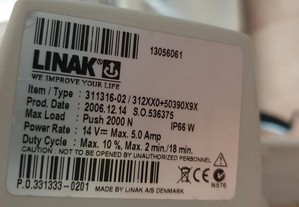 13056061
LINAK
WE IMPROVE YOUR LIFE
Item / Type : 311316-02 / 312XX0+50390X9X
Prod. Date : 2006.12.14 S.O.536375
Max Load : Push 2000 N IP66 W
Power Rate : 14 V⎓ Max. 5.0 Amp
Duty Cycle : Max. 10 %, Max. 2 min./18 min.
CAUTION NOT TO BE OPENED BY UNAUTHORIZED PERSONNEL
N576
P.O.331333-0201 MADE BY LINAK A/S DENMARK